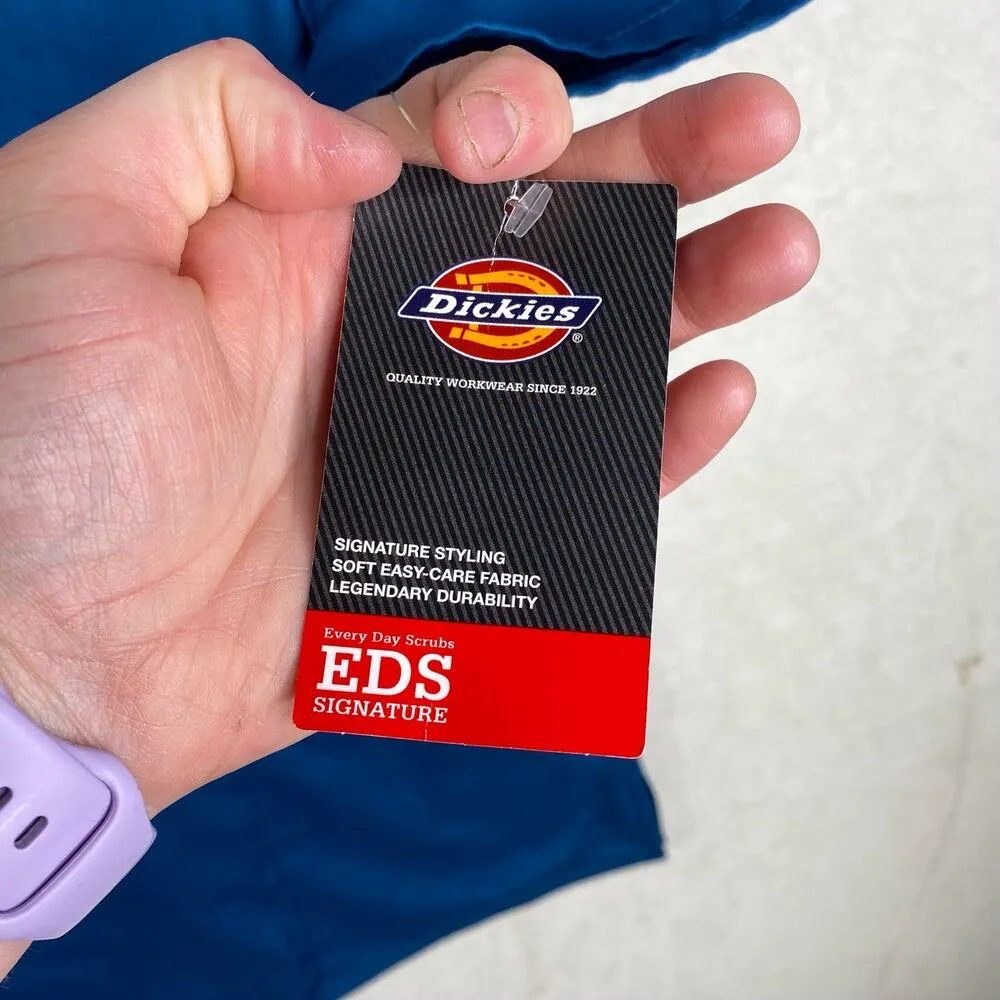 Dickies
®
QUALITY WORKWEAR SINCE 1922
SIGNATURE STYLING
SOFT EASY-CARE FABRIC
LEGENDARY DURABILITY
Every Day Scrubs
EDS
SIGNATURE